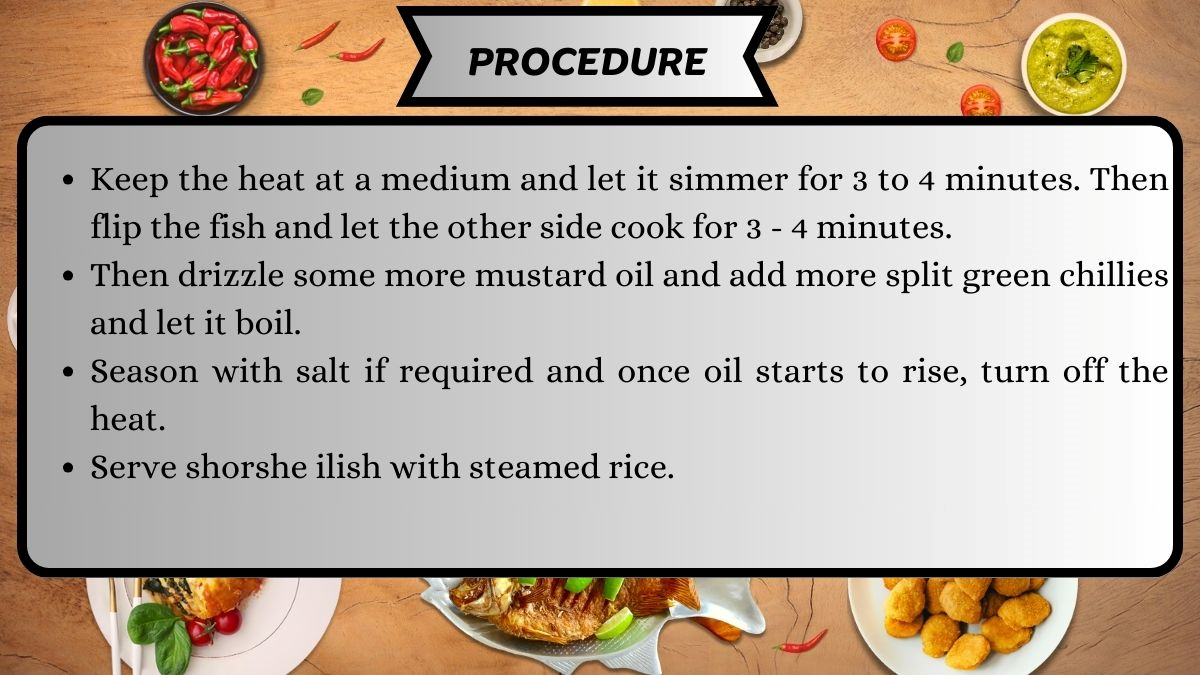 PROCEDURE
• Keep the heat at a medium and let it simmer for 3 to 4 minutes. Then
flip the fish and let the other side cook for 3 - 4 minutes.
• Then drizzle some more mustard oil and add more split green chillies
and let it boil.
• Season with salt if required and once oil starts to rise, turn off the
heat.
• Serve shorshe ilish with steamed rice.